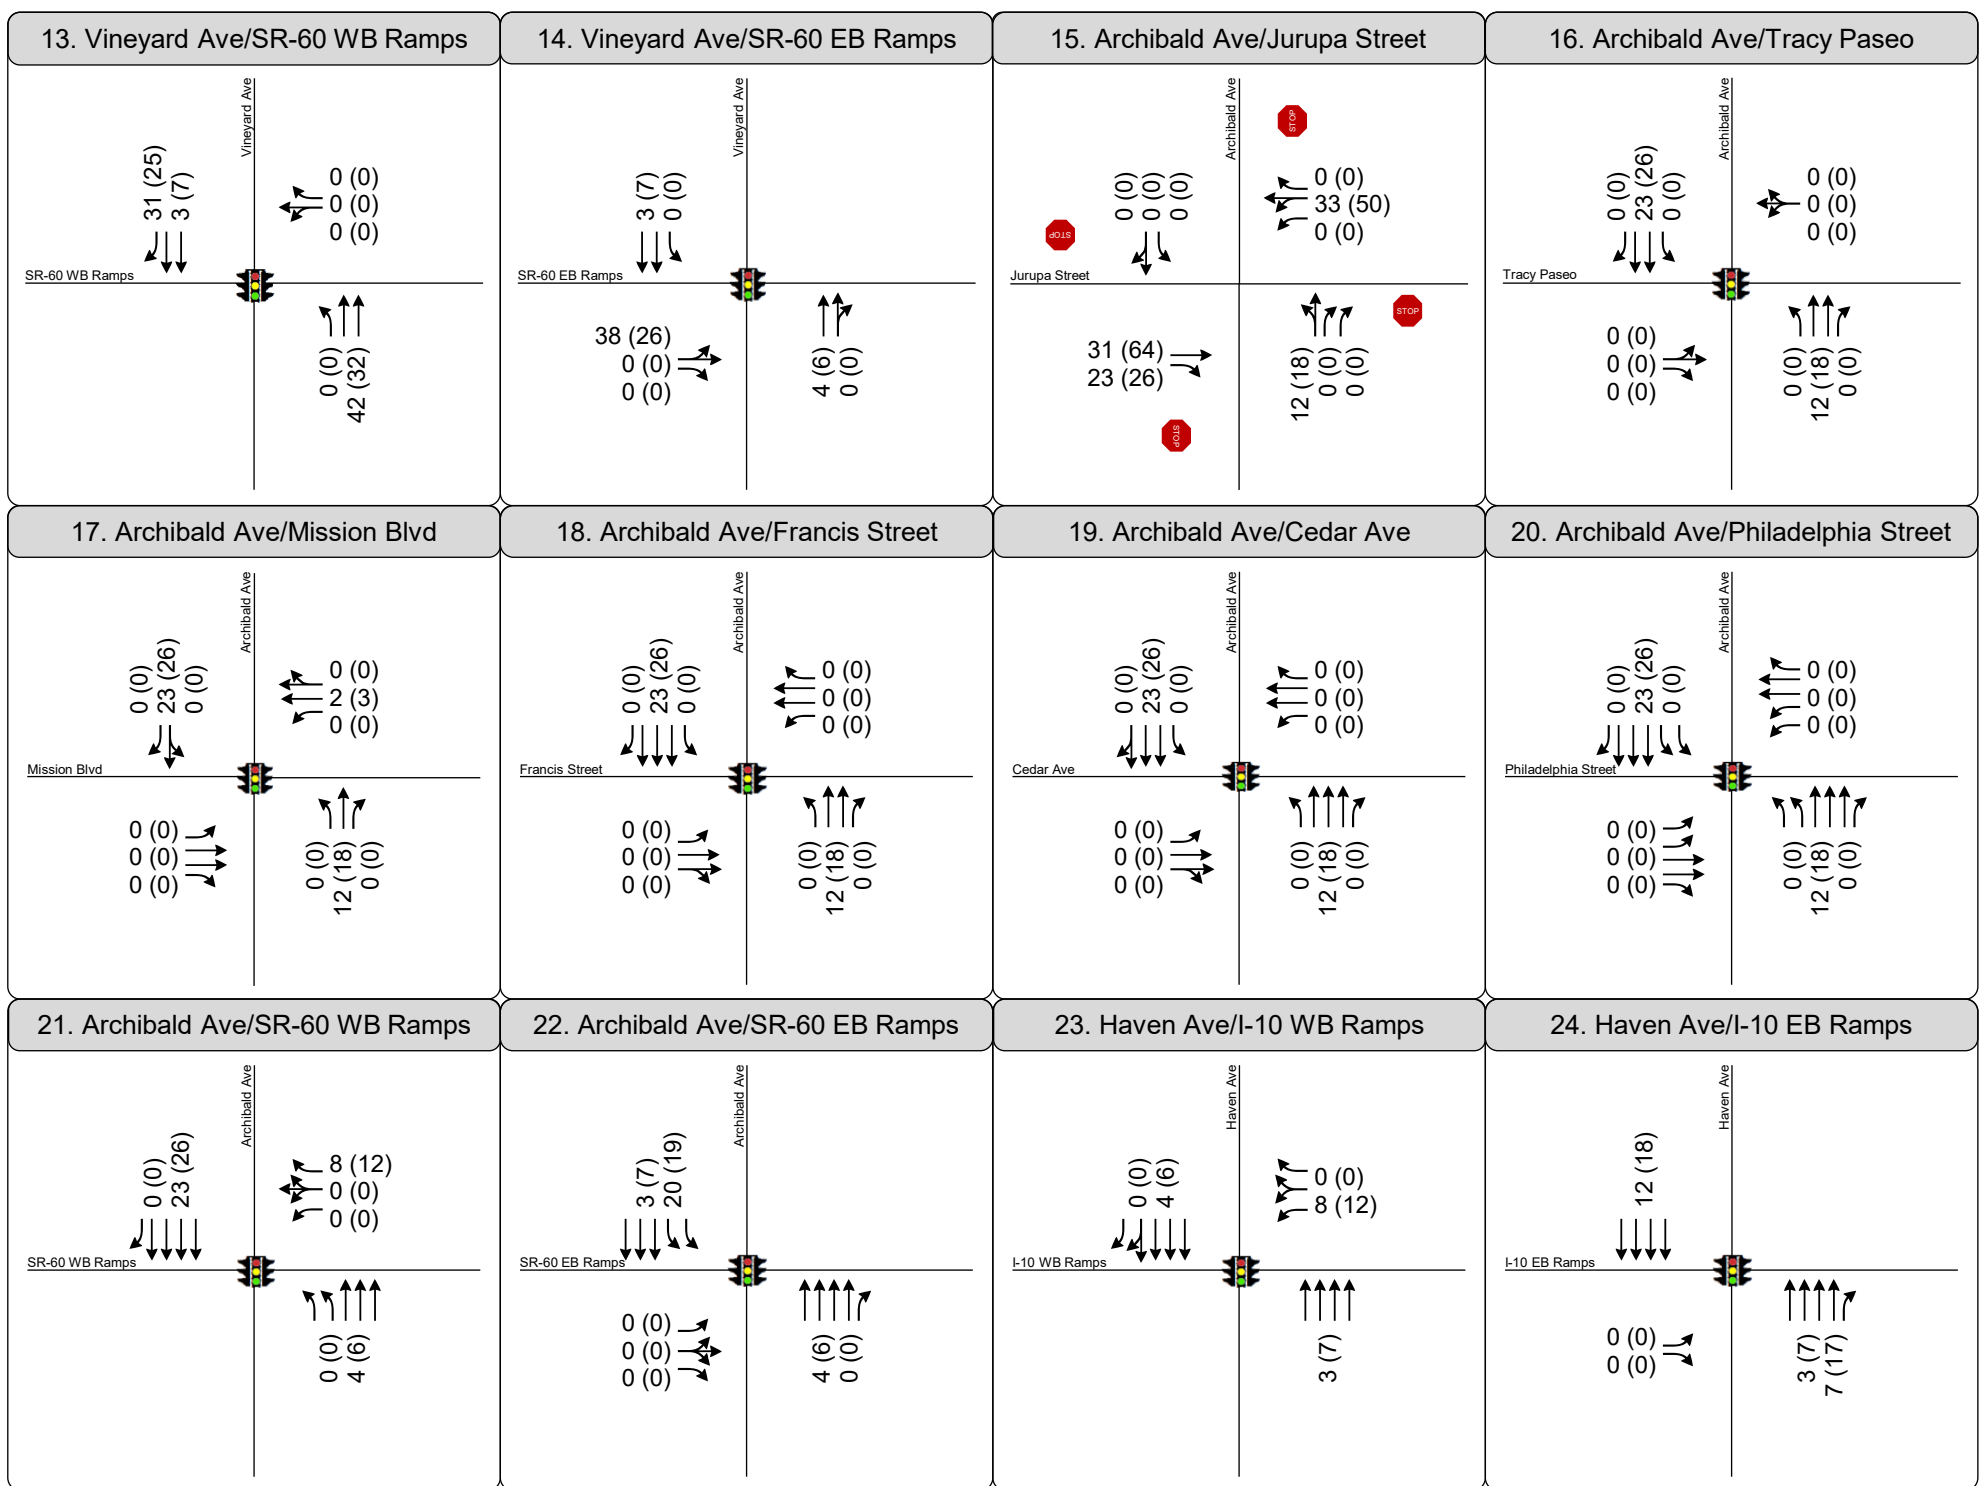 13. Vineyard Ave/SR-60 WB Ramps
Vineyard Ave
31 (25)
3 (7)
0 (0)
0 (0)
0 (0)
SR-60 WB Ramps
0 (0)
42 (32)
14. Vineyard Ave/SR-60 EB Ramps
Vineyard Ave
3 (7)
0 (0)
SR-60 EB Ramps
38 (26)
0 (0)
0 (0)
4 (6)
0 (0)
15. Archibald Ave/Jurupa Street
Archibald Ave
STOP
0 (0)
0 (0)
0 (0)
0 (0)
33 (50)
0 (0)
STOP
Jurupa Street
STOP
31 (64)
23 (26)
12 (18)
0 (0)
0 (0)
STOP
16. Archibald Ave/Tracy Paseo
Archibald Ave
0 (0)
23 (26)
0 (0)
0 (0)
0 (0)
0 (0)
Tracy Paseo
0 (0)
0 (0)
0 (0)
0 (0)
12 (18)
0 (0)
17. Archibald Ave/Mission Blvd
Archibald Ave
0 (0)
23 (26)
0 (0)
0 (0)
2 (3)
0 (0)
Mission Blvd
0 (0)
0 (0)
0 (0)
0 (0)
12 (18)
0 (0)
18. Archibald Ave/Francis Street
Archibald Ave
0 (0)
23 (26)
0 (0)
0 (0)
0 (0)
0 (0)
Francis Street
0 (0)
0 (0)
0 (0)
0 (0)
12 (18)
0 (0)
19. Archibald Ave/Cedar Ave
Archibald Ave
0 (0)
23 (26)
0 (0)
0 (0)
0 (0)
0 (0)
Cedar Ave
0 (0)
0 (0)
0 (0)
0 (0)
12 (18)
0 (0)
20. Archibald Ave/Philadelphia Street
Archibald Ave
0 (0)
23 (26)
0 (0)
0 (0)
0 (0)
0 (0)
Philadelphia Street
0 (0)
0 (0)
0 (0)
0 (0)
12 (18)
0 (0)
21. Archibald Ave/SR-60 WB Ramps
Archibald Ave
0 (0)
23 (26)
8 (12)
0 (0)
0 (0)
SR-60 WB Ramps
0 (0)
4 (6)
22. Archibald Ave/SR-60 EB Ramps
Archibald Ave
3 (7)
20 (19)
SR-60 EB Ramps
0 (0)
0 (0)
0 (0)
4 (6)
0 (0)
23. Haven Ave/I-10 WB Ramps
Haven Ave
0 (0)
4 (6)
0 (0)
8 (12)
I-10 WB Ramps
3 (7)
24. Haven Ave/I-10 EB Ramps
Haven Ave
12 (18)
I-10 EB Ramps
0 (0)
0 (0)
3 (7)
7 (17)